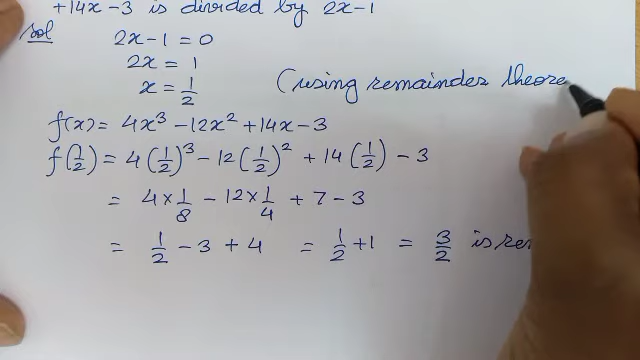 +14x-3 is divided by 2x-1
sol
2x-1 = 0
2x = 1
x = 1/2
(using remainder theore
f(x) = 4x³ -12x² +14x-3
f(1/2) = 4(1/2)³ - 12(1/2)² + 14(1/2) - 3
= 4×1/8 - 12×1/4 + 7 - 3
= 1/2 - 3 + 4 = 1/2 +1 = 3/2 is